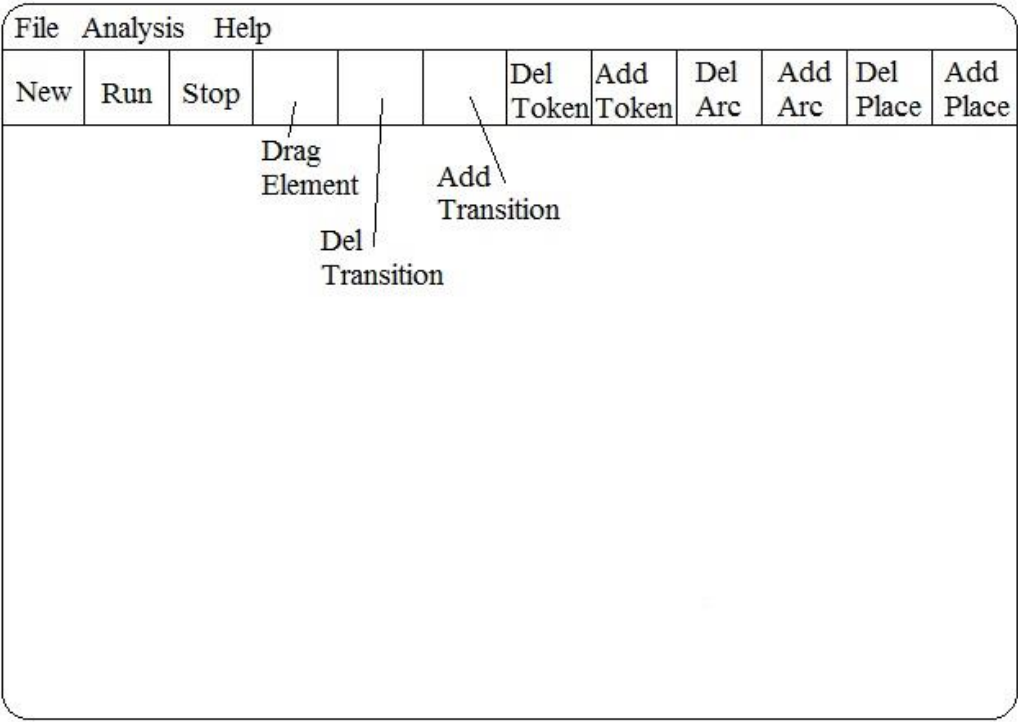 File Analysis Help
New Run Stop
Del Token
Add Token
Del Arc
Add Arc
Del Place
Add Place
Drag
Element
Add
Transition
Del
Transition